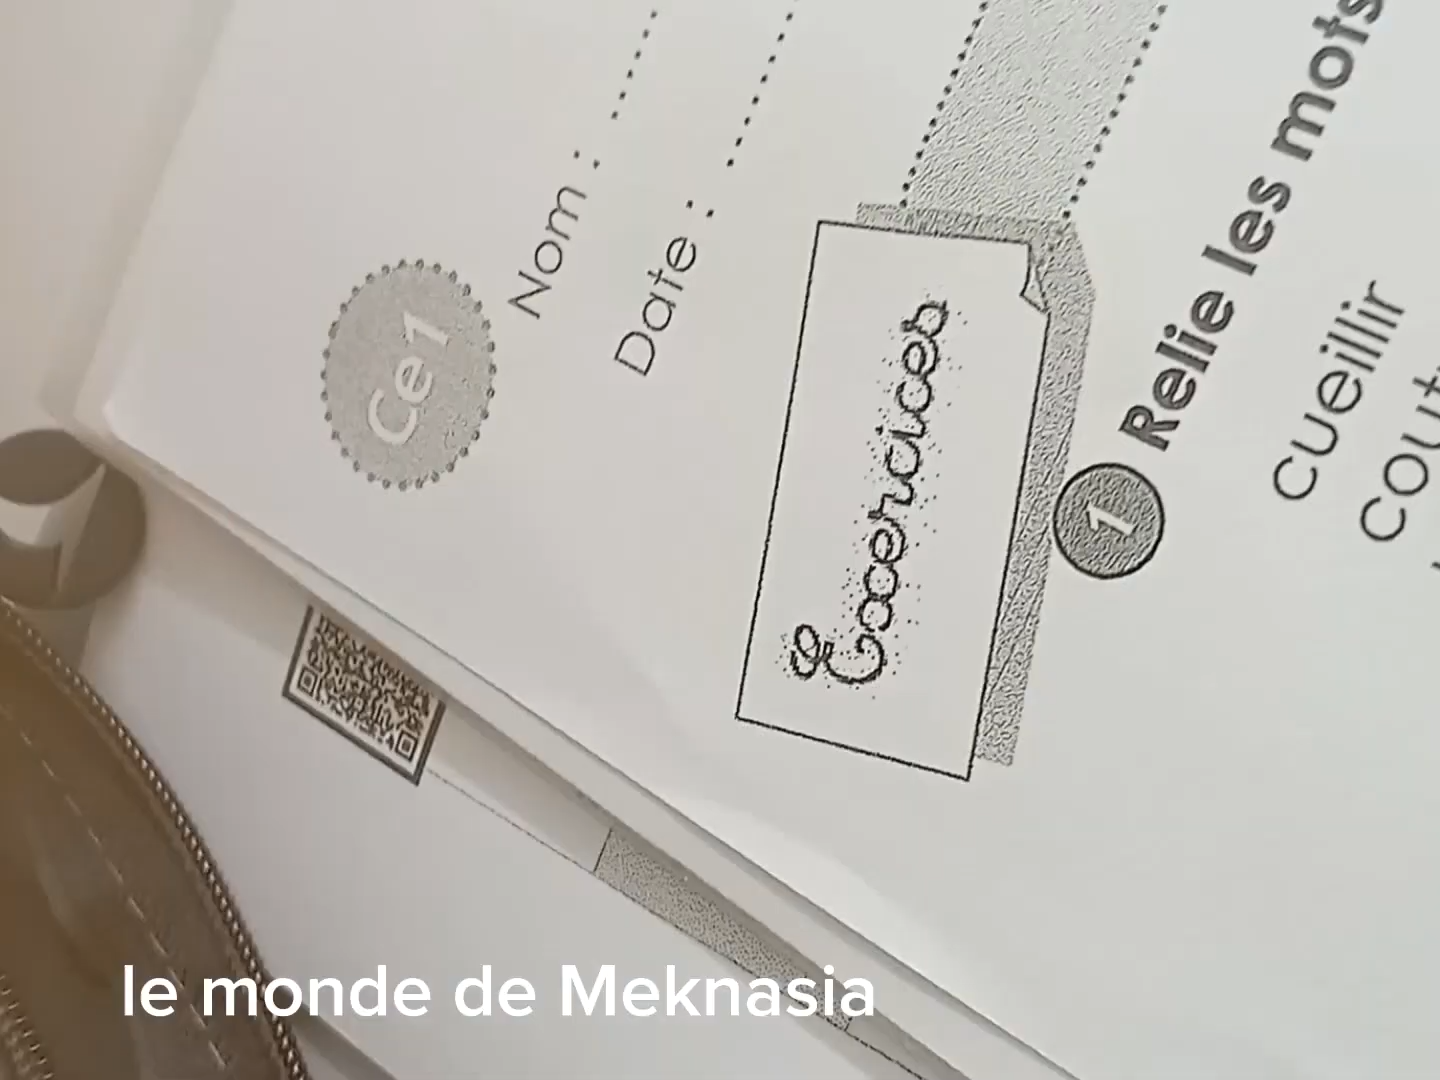 Ce1
Nom : ........
Date : ........
Exercices
1 Relie les mots
cueillir
le monde de Meknasia